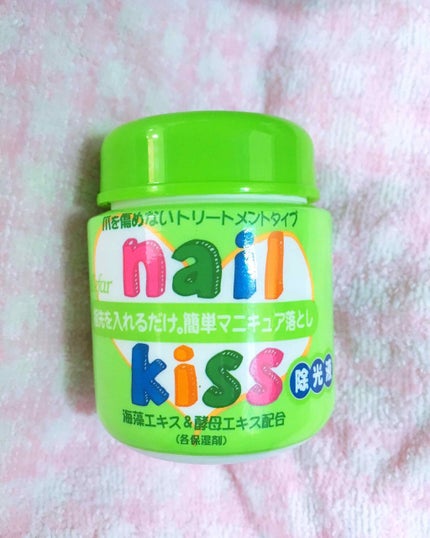 爪を傷めないトリートメントタイプ
nail
指先を入れるだけ。簡単マニキュア落とし
kiss
除光液
海藻エキス&酵母エキス配合
(各保湿剤)